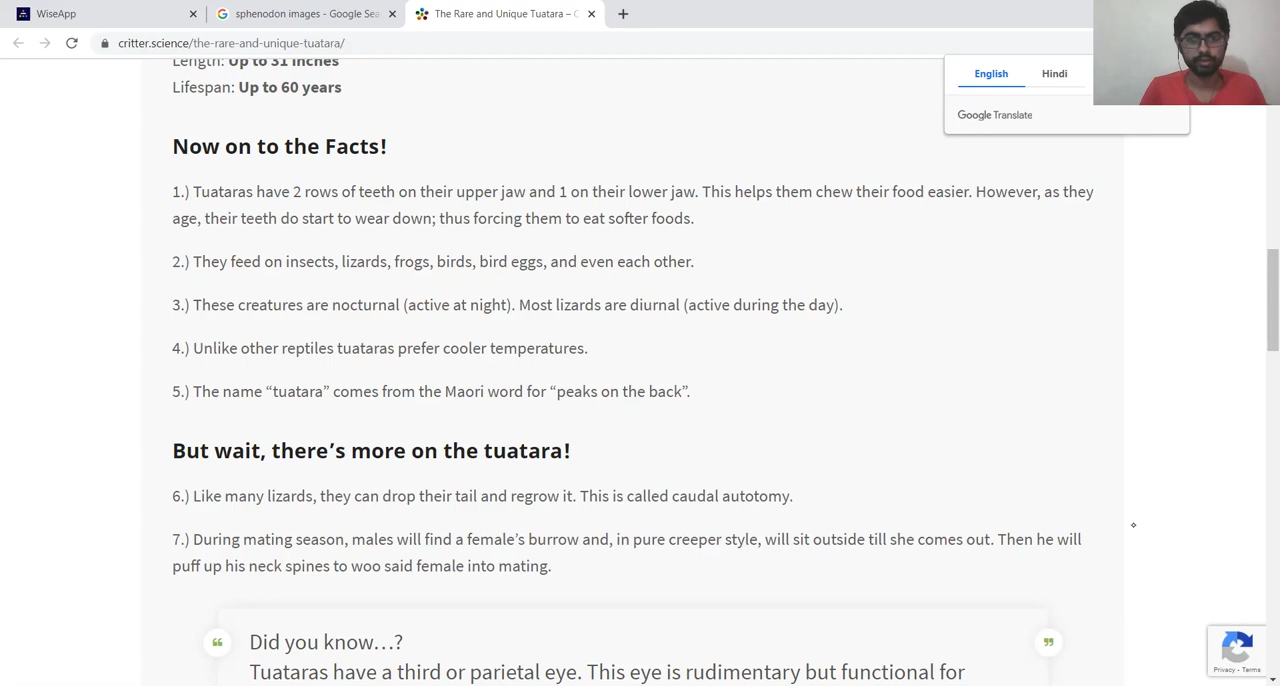 WiseApp
sphenodon images - Google Sea
The Rare and Unique Tuatara – C
critter.science/the-rare-and-unique-tuatara/
English Hindi
Google Translate
Length: Up to 31 inches
Lifespan: Up to 60 years
Now on to the Facts!
1.) Tuataras have 2 rows of teeth on their upper jaw and 1 on their lower jaw. This helps them chew their food easier. However, as they
age, their teeth do start to wear down; thus forcing them to eat softer foods.
2.) They feed on insects, lizards, frogs, birds, bird eggs, and even each other.
3.) These creatures are nocturnal (active at night). Most lizards are diurnal (active during the day).
4.) Unlike other reptiles tuataras prefer cooler temperatures.
5.) The name “tuatara” comes from the Maori word for “peaks on the back”.
But wait, there’s more on the tuatara!
6.) Like many lizards, they can drop their tail and regrow it. This is called caudal autotomy.
7.) During mating season, males will find a female’s burrow and, in pure creeper style, will sit outside till she comes out. Then he will
puff up his neck spines to woo said female into mating.
Did you know…?
Tuataras have a third or parietal eye. This eye is rudimentary but functional for
Privacy - Terms